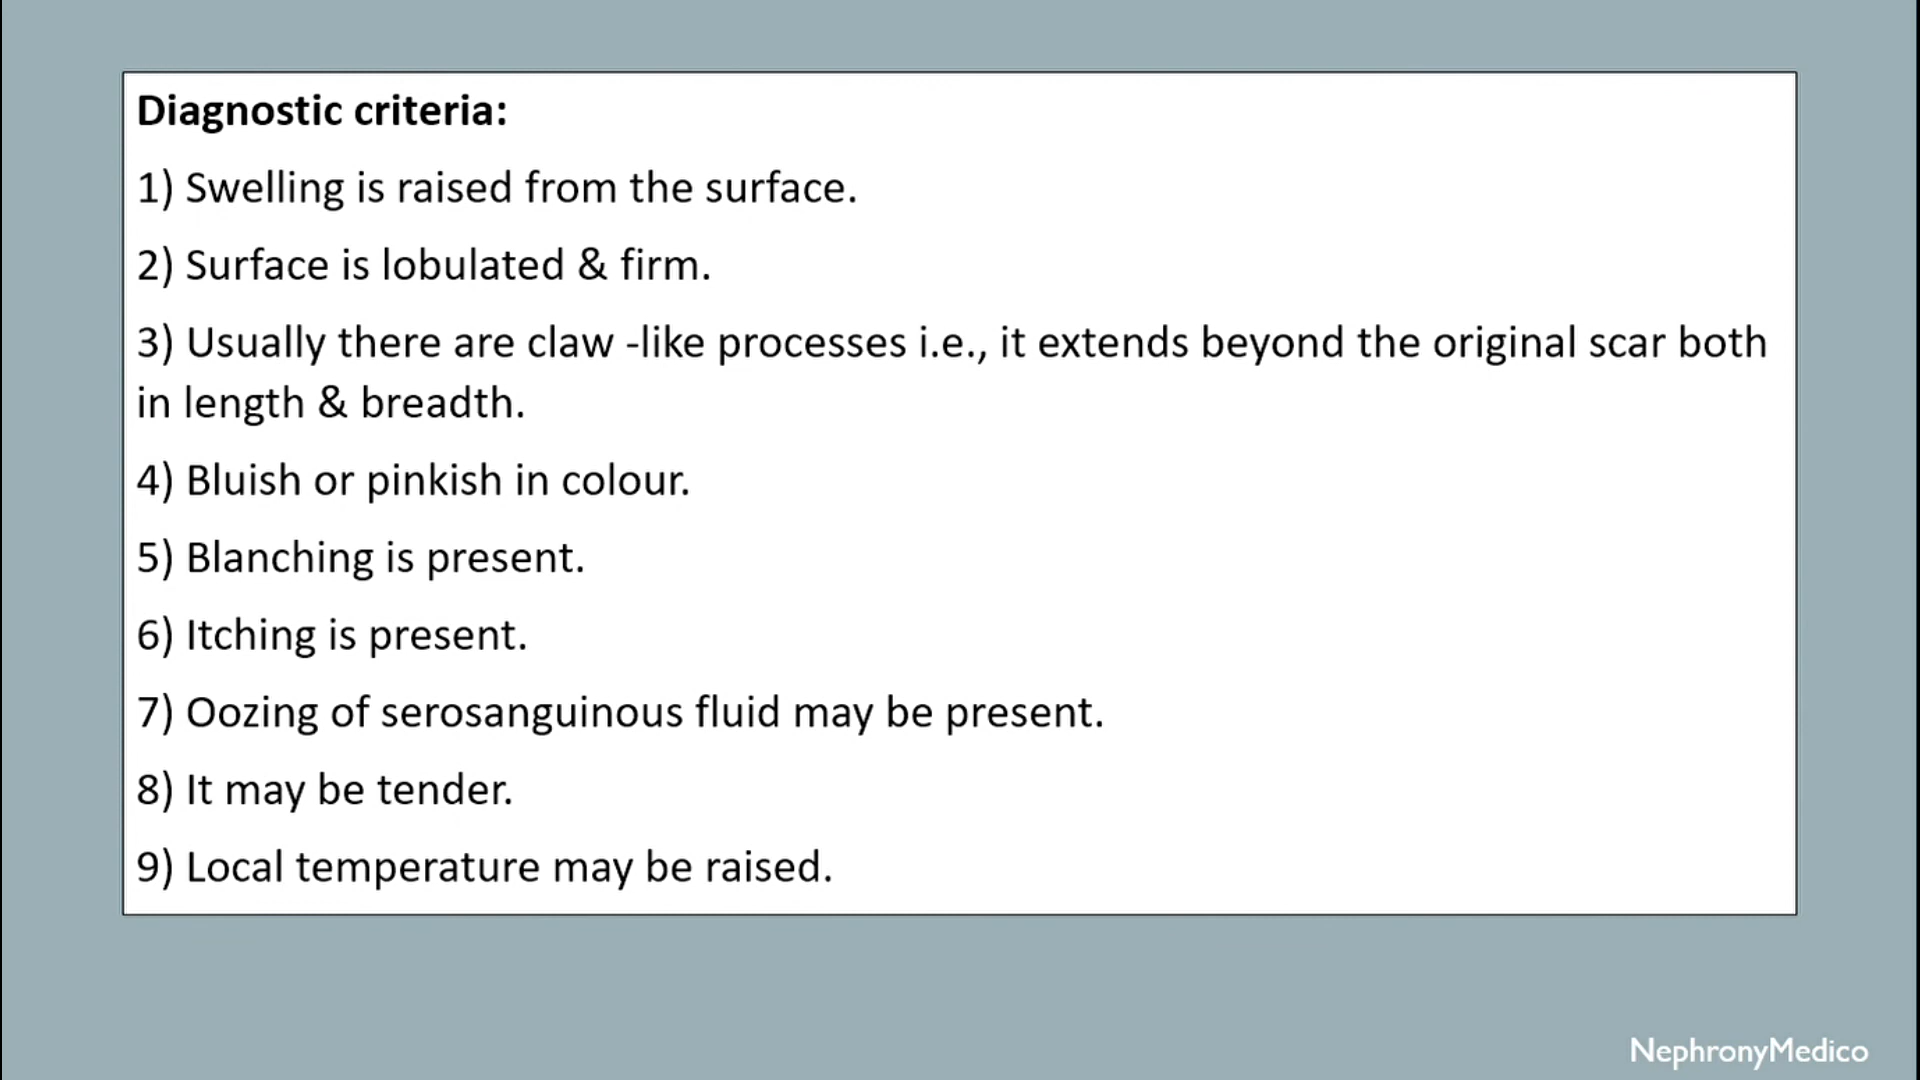 Diagnostic criteria:
1) Swelling is raised from the surface.
2) Surface is lobulated & firm.
3) Usually there are claw -like processes i.e., it extends beyond the original scar both
in length & breadth.
4) Bluish or pinkish in colour.
5) Blanching is present.
6) Itching is present.
7) Oozing of serosanguinous fluid may be present.
8) It may be tender.
9) Local temperature may be raised.
NephronyMedico